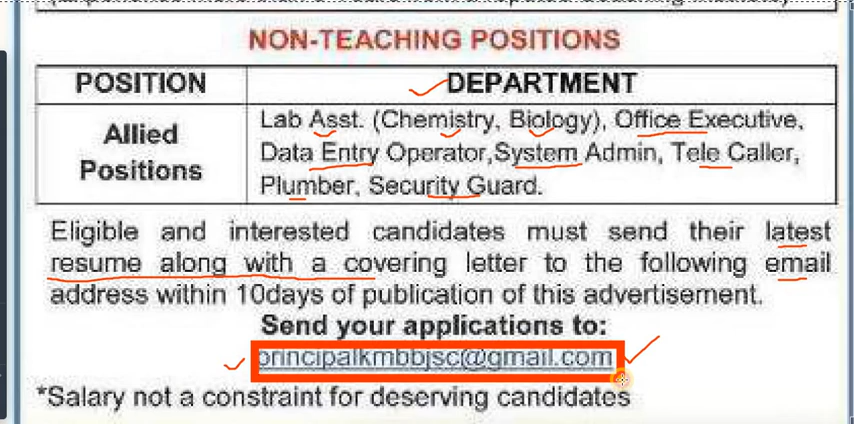 NON-TEACHING POSITIONS
POSITION
DEPARTMENT
Allied
Positions
Lab Asst. (Chemistry, Biology), Office Executive,
Data Entry Operator,System Admin, Tele Caller,
Plumber, Security Guard.
Eligible and interested candidates must send their latest
resume along with a covering letter to the following email
address within 10days of publication of this advertisement.
Send your applications to:
principalkmbbjsc@gmail.com
*Salary not a constraint for deserving candidates